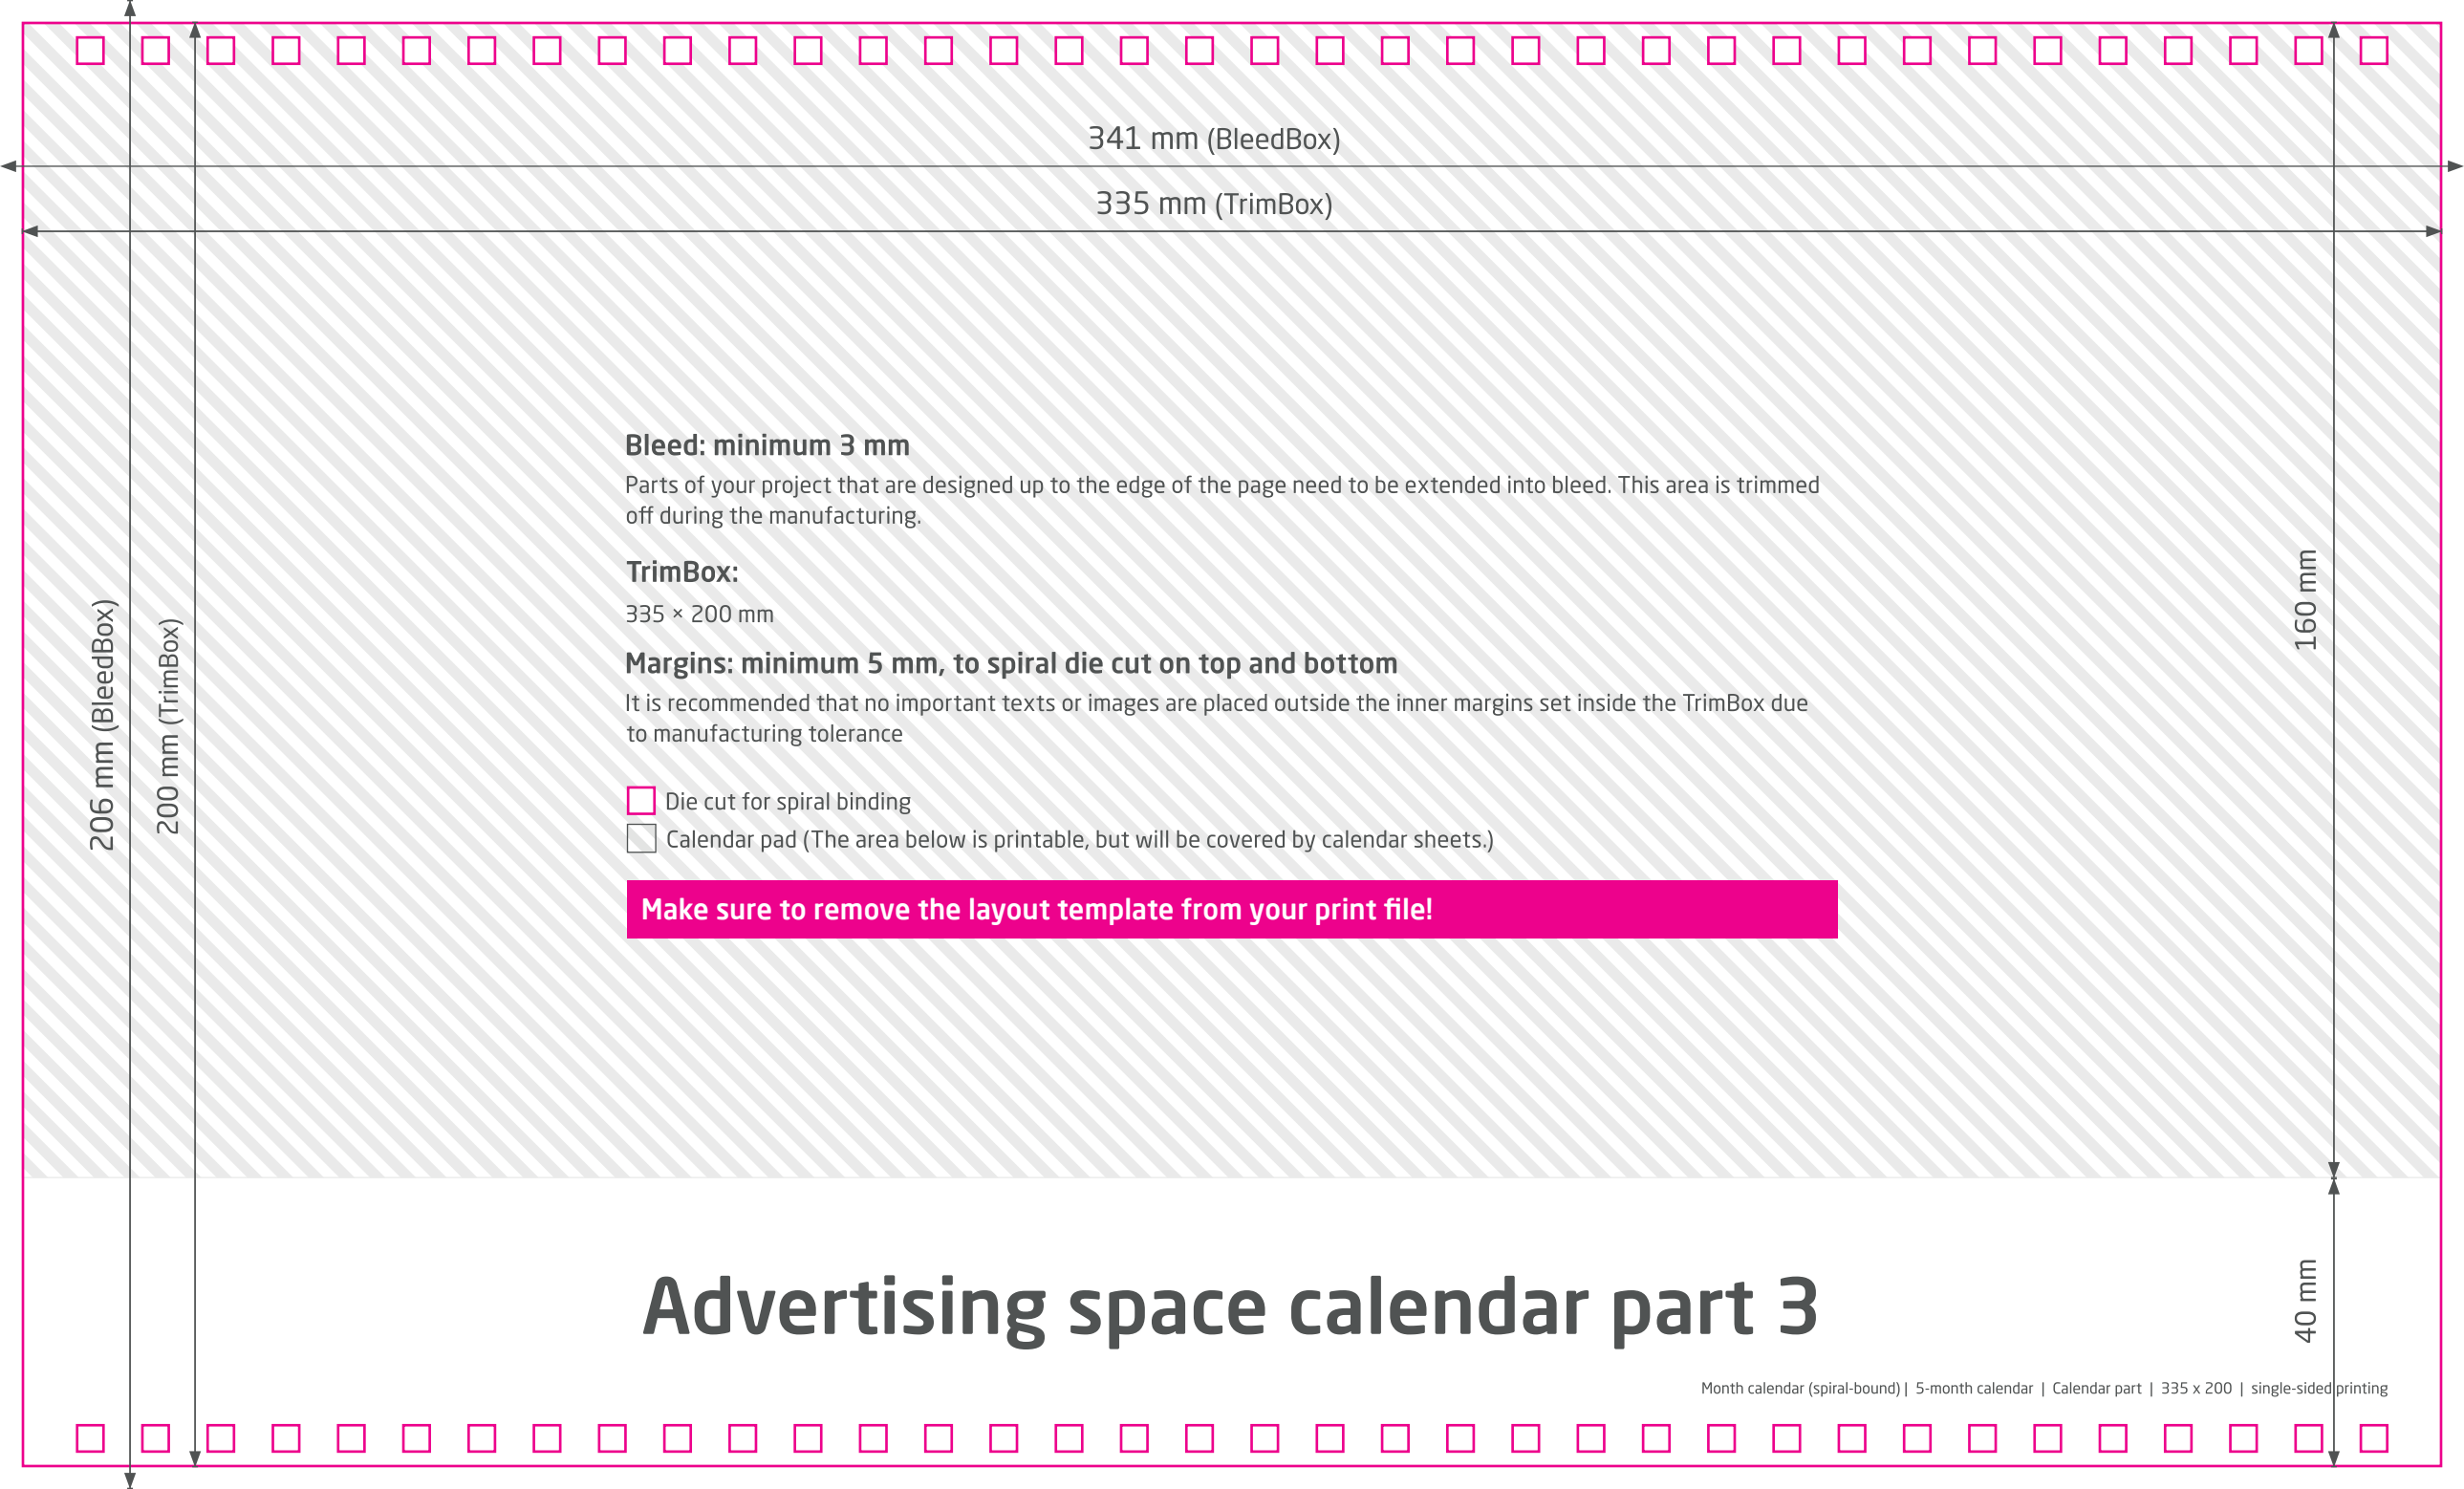 341 mm (BleedBox)
335 mm (TrimBox)
206 mm (BleedBox)
200 mm (TrimBox)
Bleed: minimum 3 mm
Parts of your project that are designed up to the edge of the page need to be extended into bleed. This area is trimmed
off during the manufacturing.
TrimBox:
335 × 200 mm
Margins: minimum 5 mm, to spiral die cut on top and bottom
It is recommended that no important texts or images are placed outside the inner margins set inside the TrimBox due
to manufacturing tolerance
Die cut for spiral binding
Calendar pad (The area below is printable, but will be covered by calendar sheets.)
Make sure to remove the layout template from your print file!
160 mm
40 mm
Advertising space calendar part 3
Month calendar (spiral-bound) | 5-month calendar | Calendar part | 335 x 200 | single-sided printing